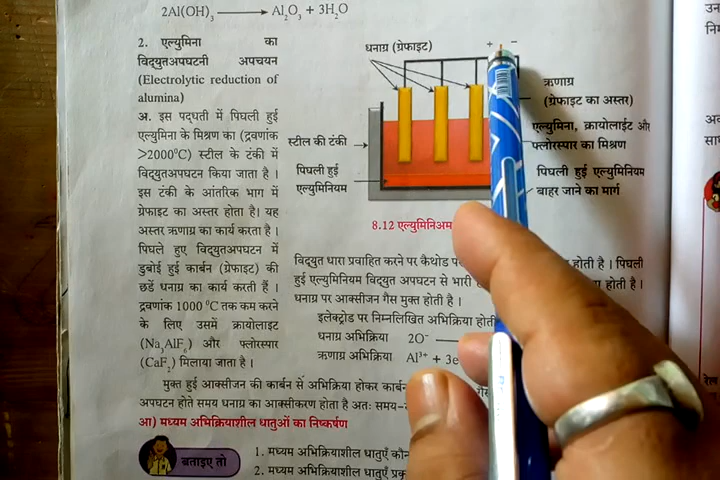 2Al(OH)₃ ⟶ Al₂O₃ + 3H₂O
2. एल्युमिना का
विद्युतअपघटनी अपचयन
(Electrolytic reduction of
alumina)
अ. इस पद्धती में पिघली हुई
एल्युमिना के मिश्रण का (द्रवणांक
>2000⁰C) स्टील के टंकी में
विद्युतअपघटन किया जाता है ।
इस टंकी के आंतरिक भाग में
ग्रेफाइट का अस्तर होता है। यह
अस्तर ऋणाग्र का कार्य करता है ।
पिघले हुए विद्युतअपघटन में
डुबोई हुई कार्बन (ग्रेफाइट) की
छडें धनाग्र का कार्य करती हैं ।
द्रवणांक 1000 ⁰C तक कम करने
के लिए उसमें क्रायोलाइट
(Na₃AlF₆) और फ्लोरस्पार
(CaF₂) मिलाया जाता है ।
धनाग्र (ग्रेफाइट)
+ −
ऋणाग्र
(ग्रेफाइट का अस्तर)
स्टील की टंकी
एल्युमिना, क्रायोलाईट और
फ्लोरस्पार का मिश्रण
पिघली हुई
एल्युमिनियम
पिघली हुई एल्युमिनियम
बाहर जाने का मार्ग
8.12 एल्युमिनिअम
विद्युत धारा प्रवाहित करने पर कैथोड प होती है । पिघली
हुई एल्युमिनियम विद्युत अपघटन से भारी होता है ।
धनाग्र पर आक्सीजन गैस मुक्त होती है ।
इलेक्ट्रोड पर निम्नलिखित अभिक्रिया होती
धनाग्र अभिक्रिया 2O⁻
ऋणाग्र अभिक्रिया Al³⁺ + 3e
मुक्त हुई आक्सीजन की कार्बन से अभिक्रिया होकर कार्बन गैस
अपघटन होते समय धनाग्र का आक्सीकरण होता है अतः समय-
आ) मध्यम अभिक्रियाशील धातुओं का निष्कर्षण
बताइए तो
1. मध्यम अभिक्रियाशील धातुएँ कौन
2. मध्यम अभिक्रियाशील धातुएँ प्रकृ